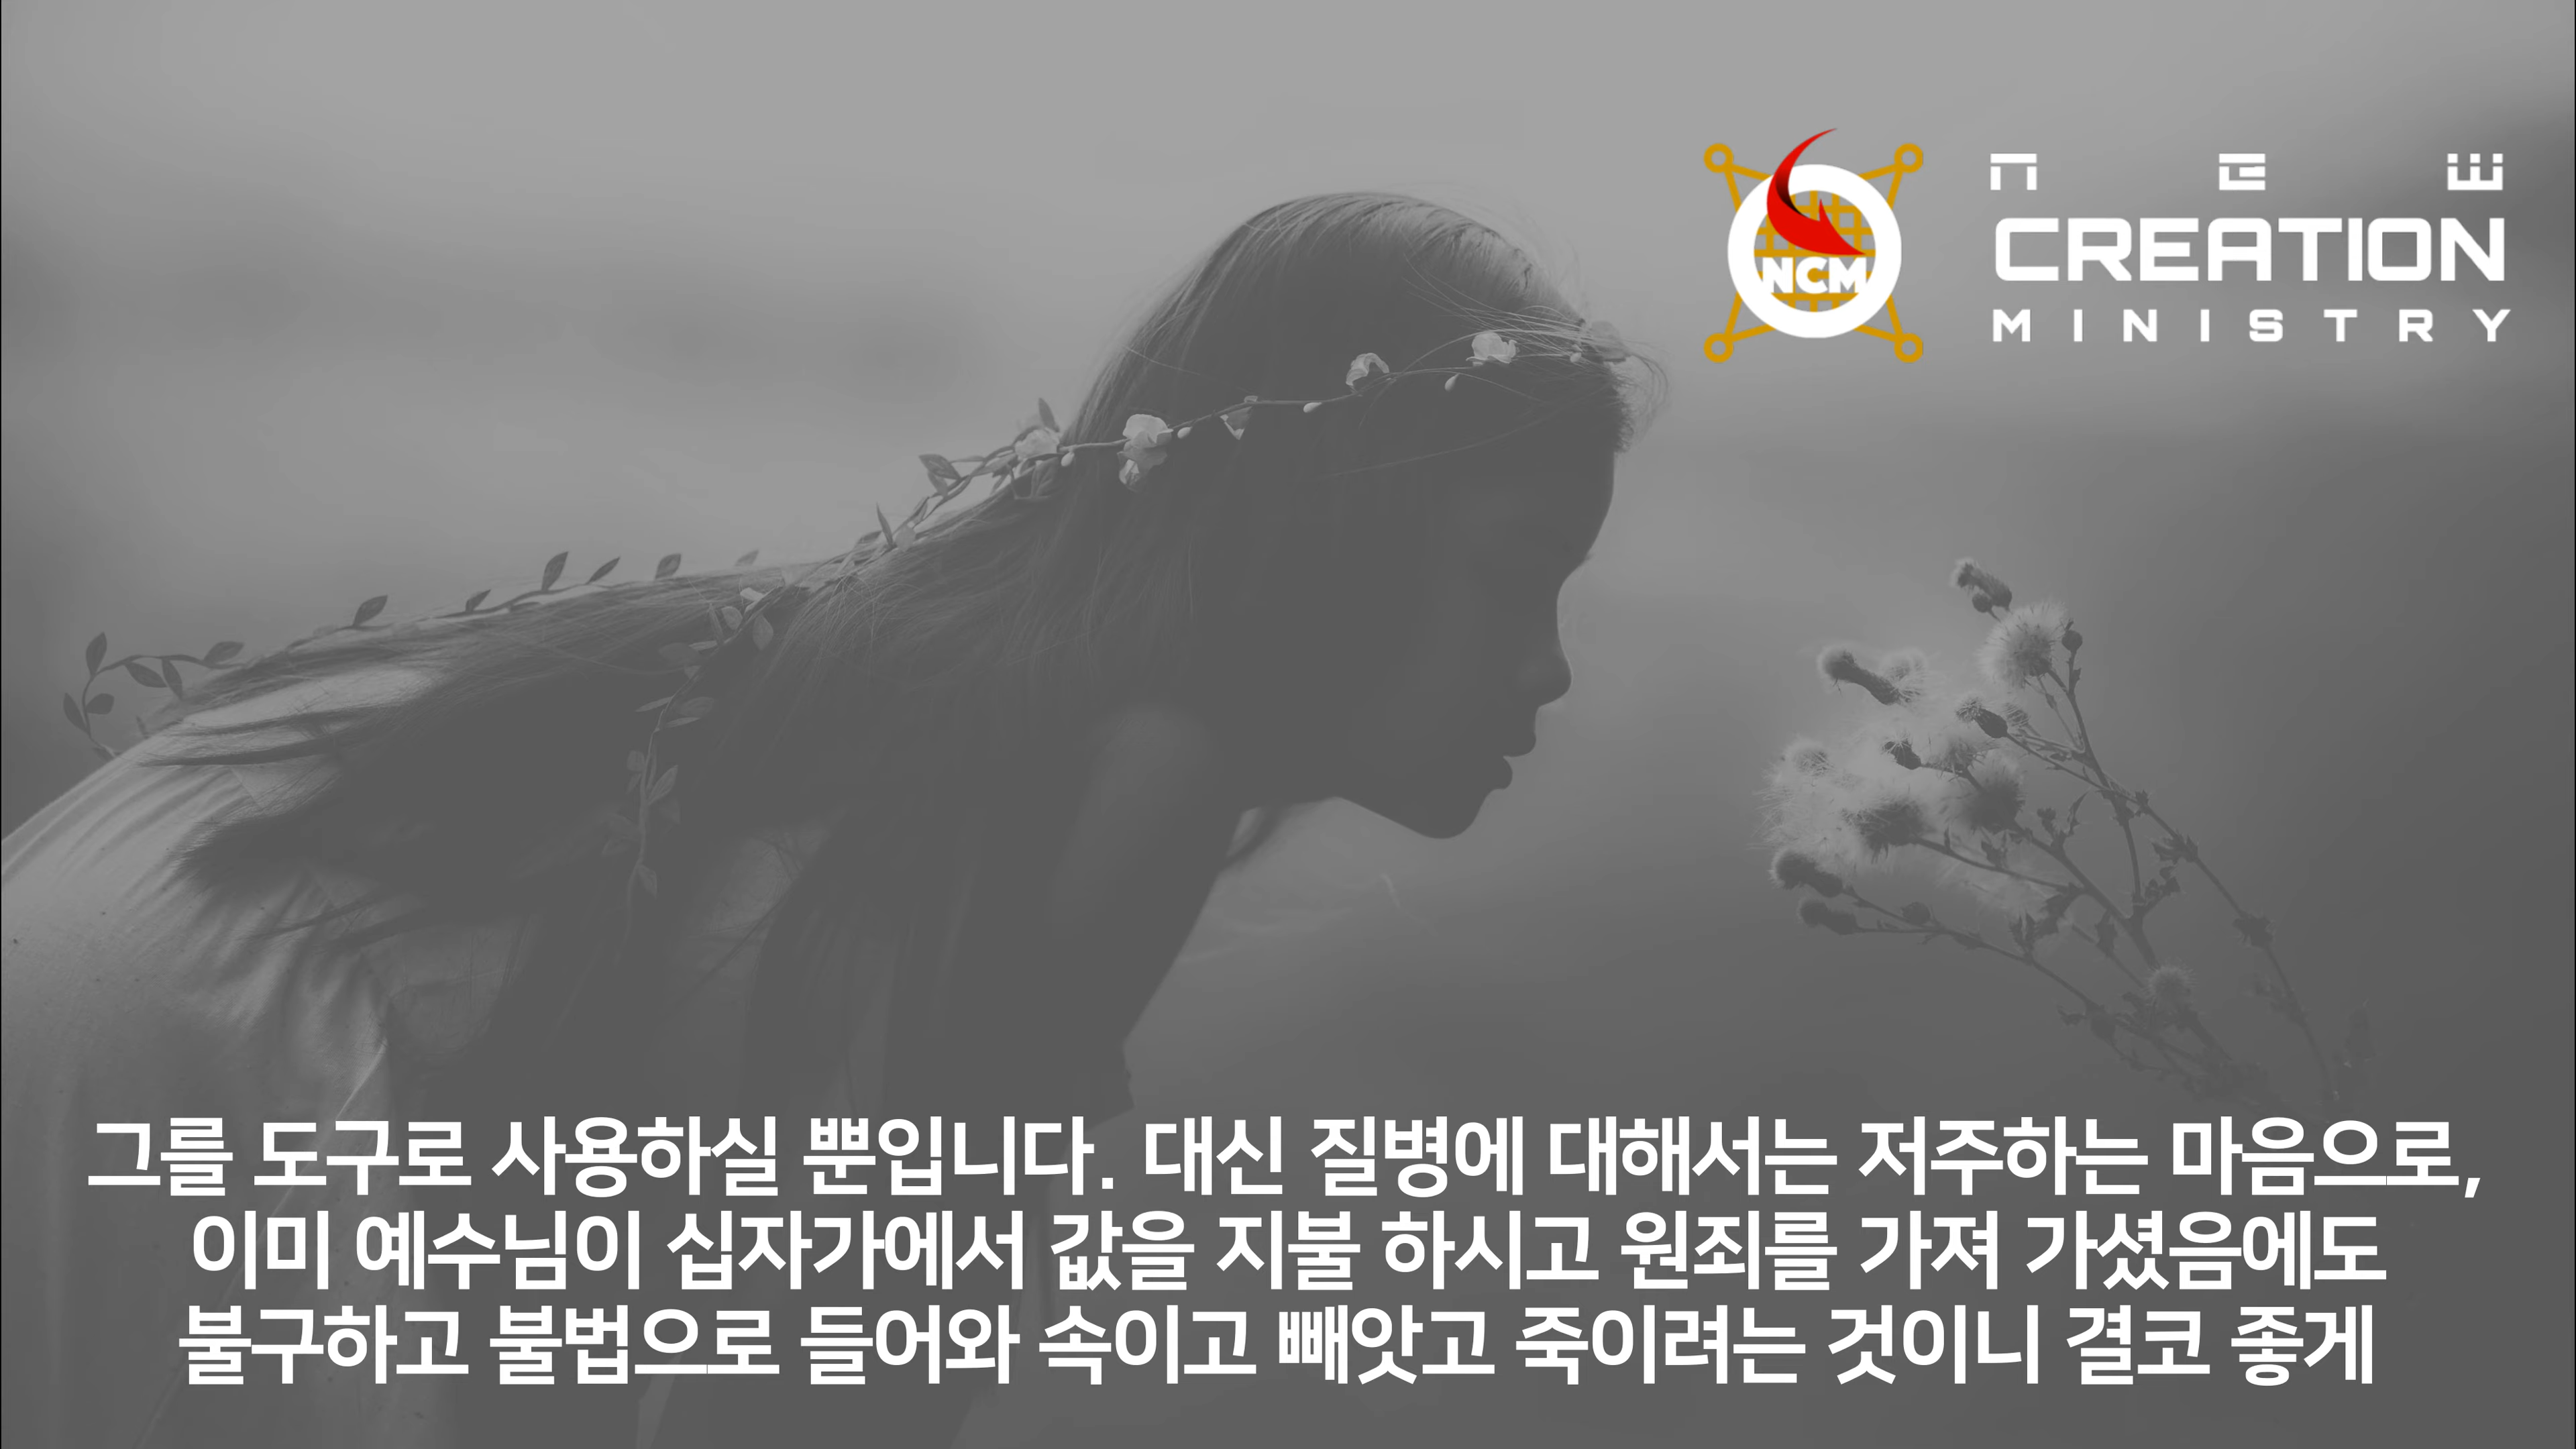 NEW
CREATION
MINISTRY
NCM
그를 도구로 사용하실 뿐입니다. 대신 질병에 대해서는 저주하는 마음으로,
이미 예수님이 십자가에서 값을 지불 하시고 원죄를 가져 가셨음에도
불구하고 불법으로 들어와 속이고 빼앗고 죽이려는 것이니 결코 좋게